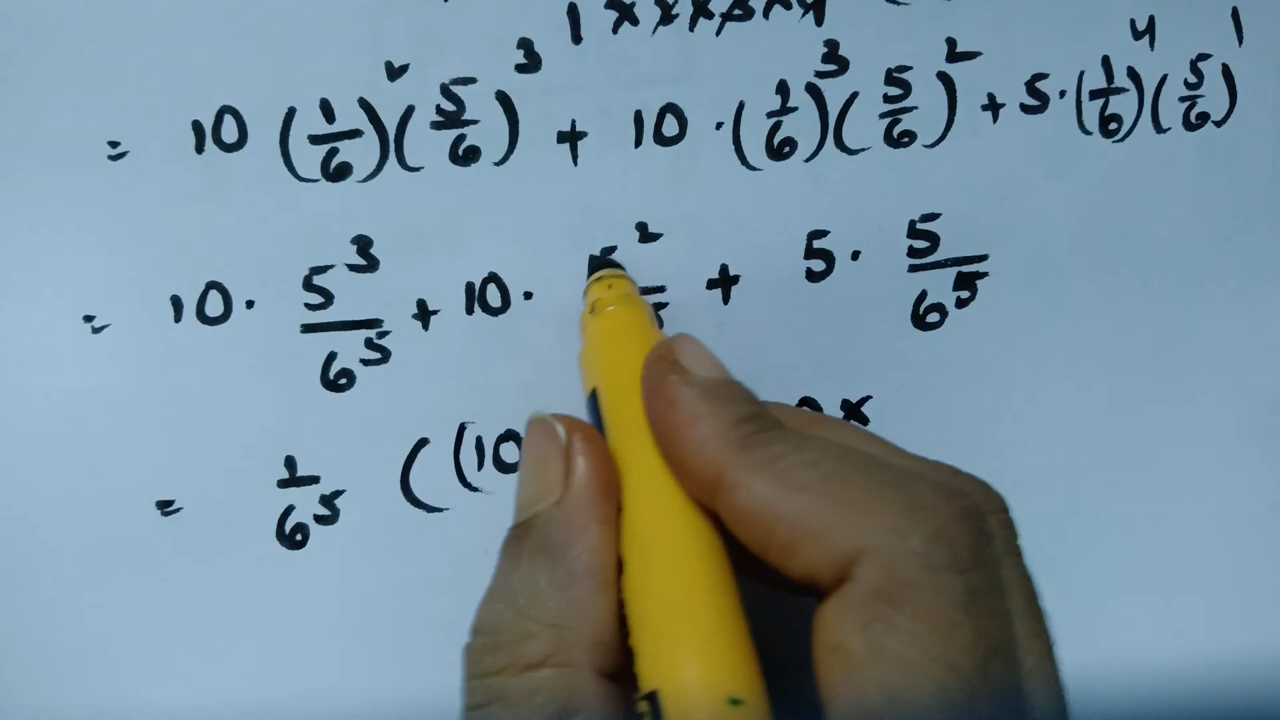 = 10 (1/6)² (5/6)³ + 10 · (1/6)³ (5/6)² + 5 · (1/6)⁴ (5/6)¹
= 10 · 5³/6⁵ + 10 · 5² + 5 · 5/6⁵
= 1/6⁵ ( (10 x